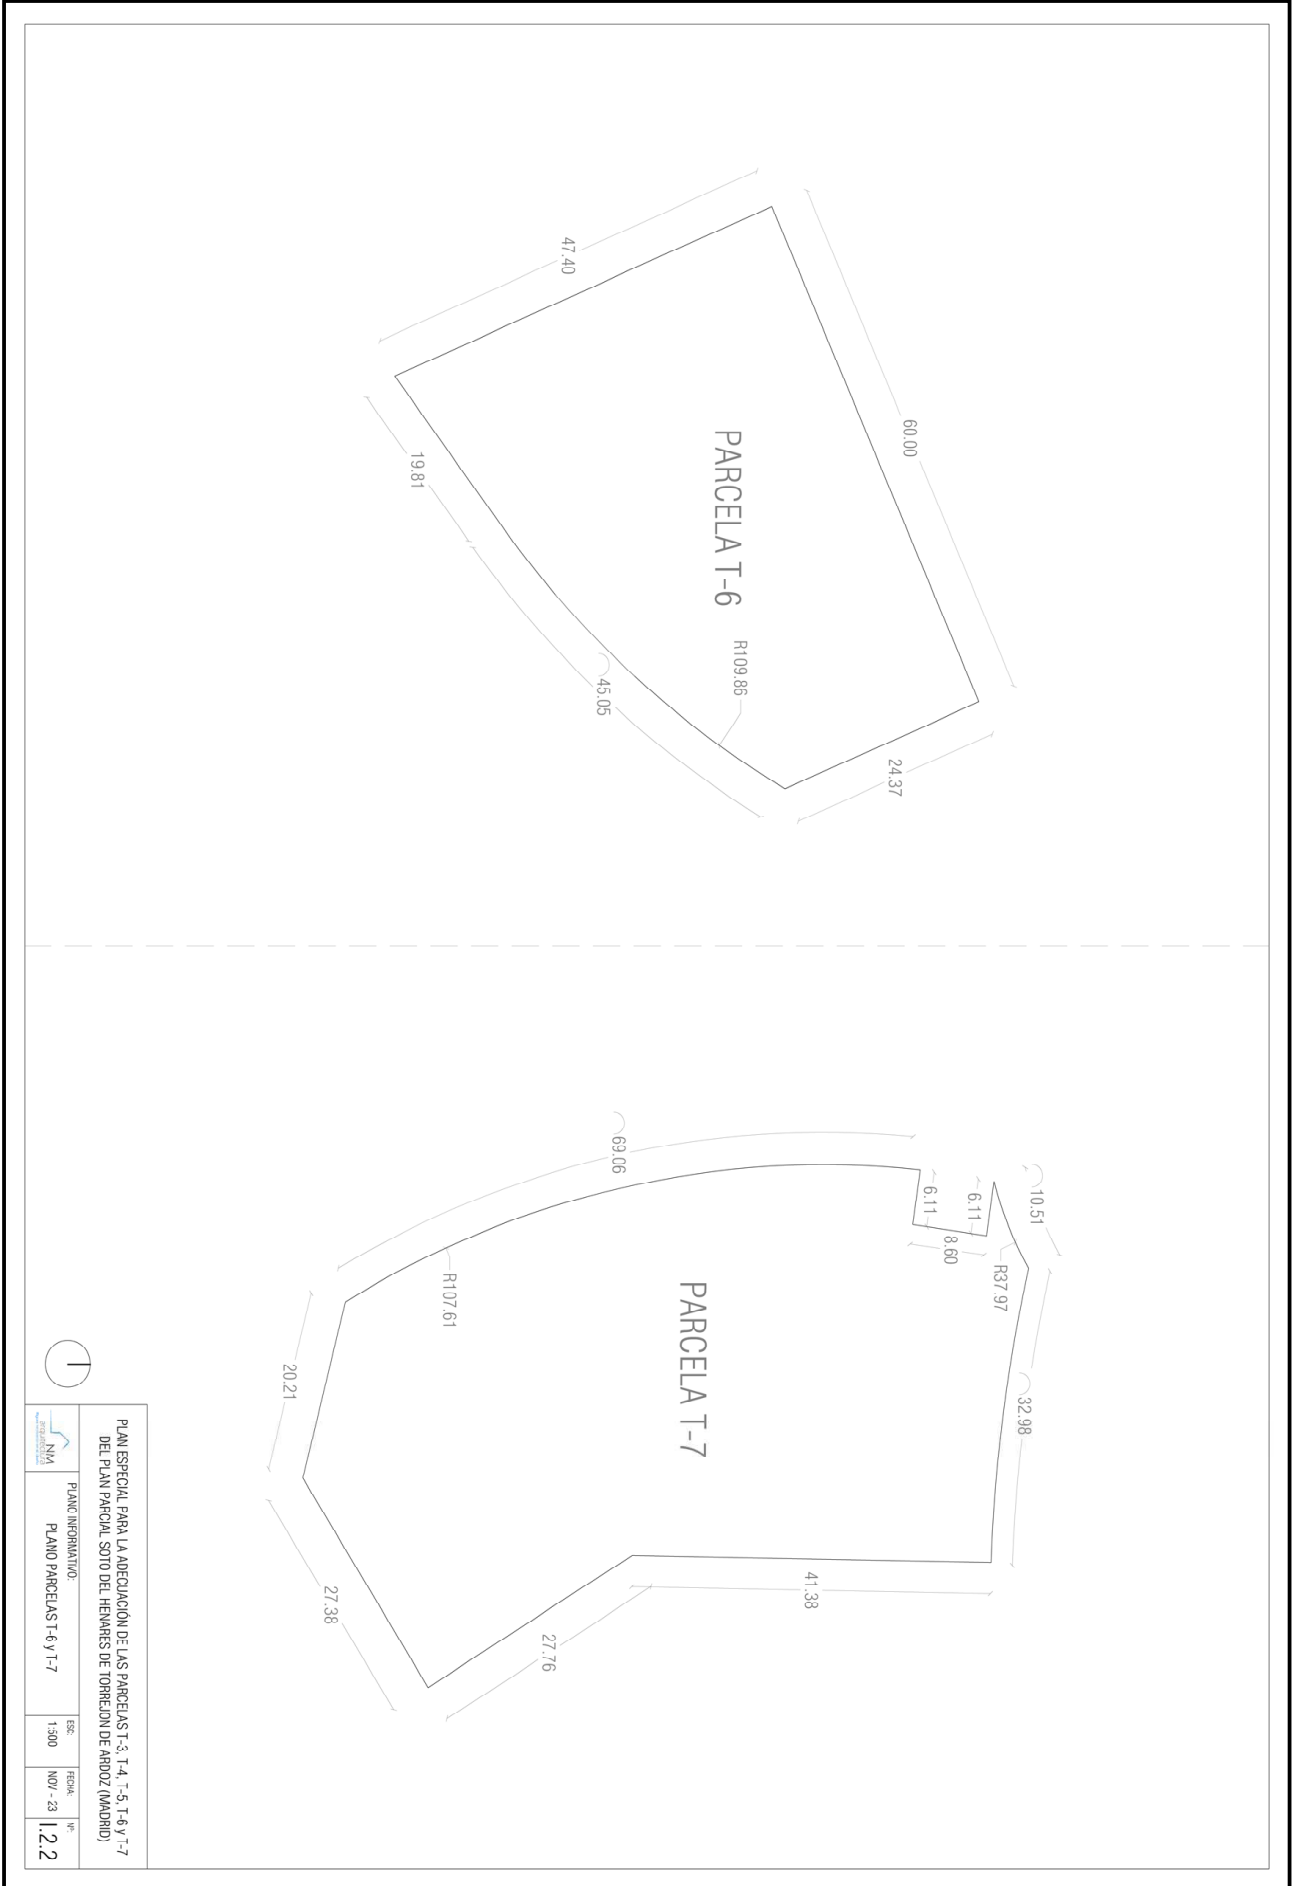 47.40
60.00
19.81
PARCELA T-6
R109.86
45.05
24.37
69.06
6.11
6.11
8.60
10.51
R37.97
R107.61
PARCELA T-7
32.98
20.21
41.38
27.38
27.76
PLAN ESPECIAL PARA LA ADECUACIÓN DE LAS PARCELAS T-3, T-4, T-5, T-6 y T-7
DEL PLAN PARCIAL SOTO DEL HENARES DE TORREJON DE ARDOZ (MADRID)
NM
arquitectura
PLANO INFORMATIVO:
PLANO PARCELAS T-6 y T-7
ESC:
1:500
FECHA:
NOV - 23
Nº:
I.2.2